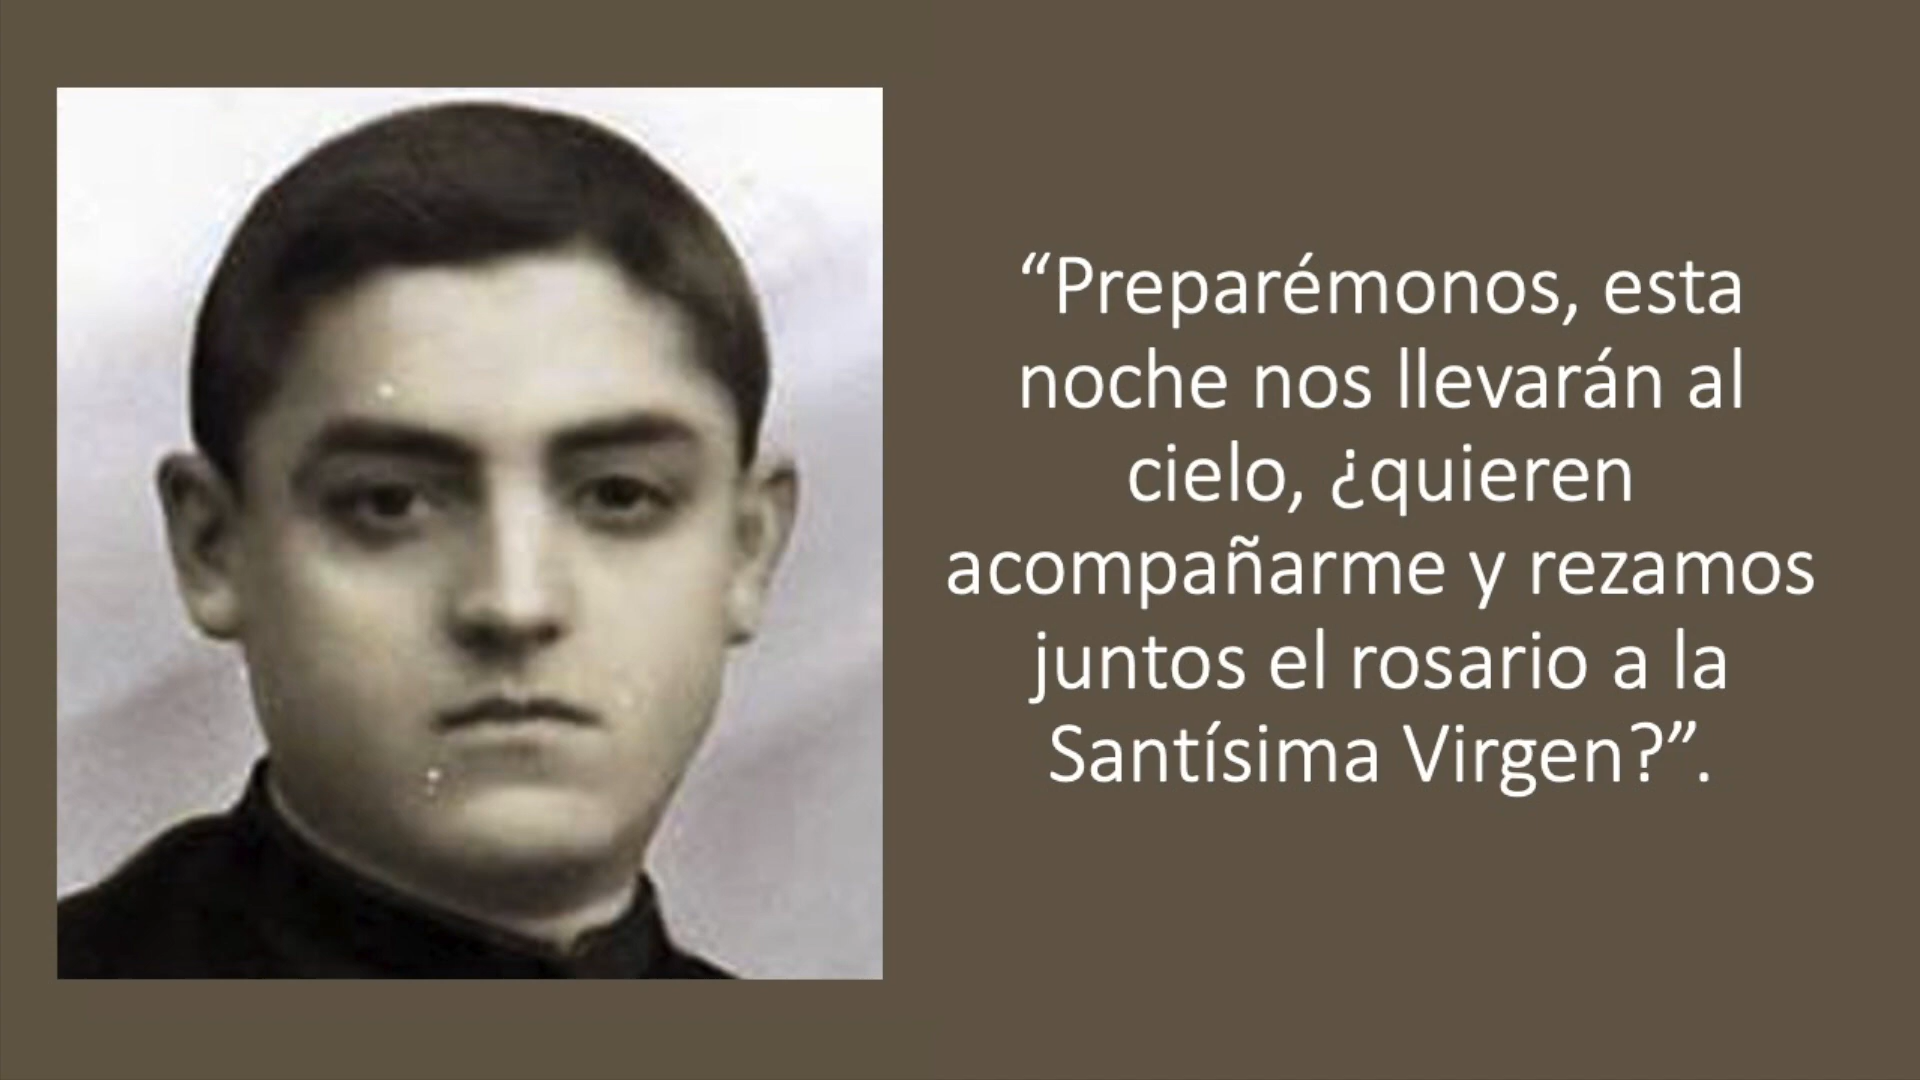 “Preparémonos, esta
noche nos llevarán al
cielo, ¿quieren
acompañarme y rezamos
juntos el rosario a la
Santísima Virgen?”.